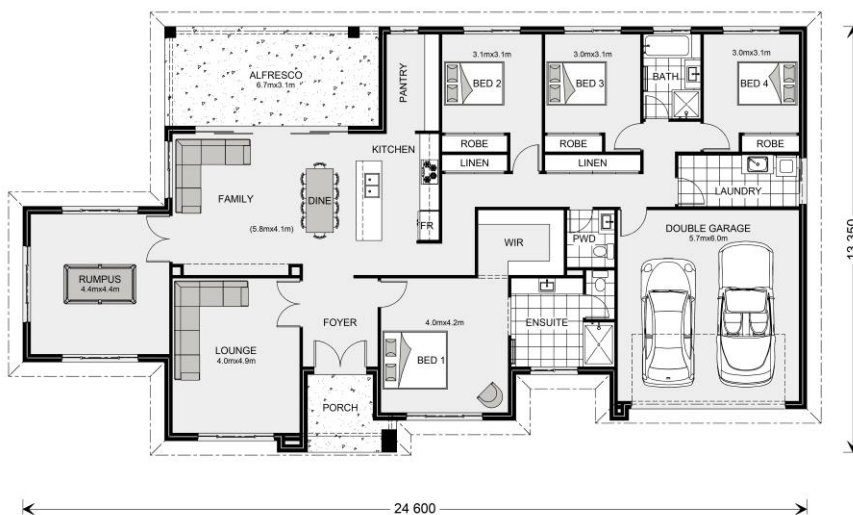 ALFRESCO
6.7mx3.1m
PANTRY
3.1mx3.1m
BED 2
3.0mx3.1m
BED 3
BATH
3.0mx3.1m
BED 4
KITCHEN
ROBE
LINEN
ROBE
LINEN
ROBE
LAUNDRY
FAMILY
(5.8mx4.1m)
DINE
FR
WIR
PWD
DOUBLE GARAGE
5.7mx6.0m
RUMPUS
4.4mx4.4m
LOUNGE
4.0mx4.9m
FOYER
4.0mx4.2m
BED 1
ENSUITE
PORCH
13 350
24 600